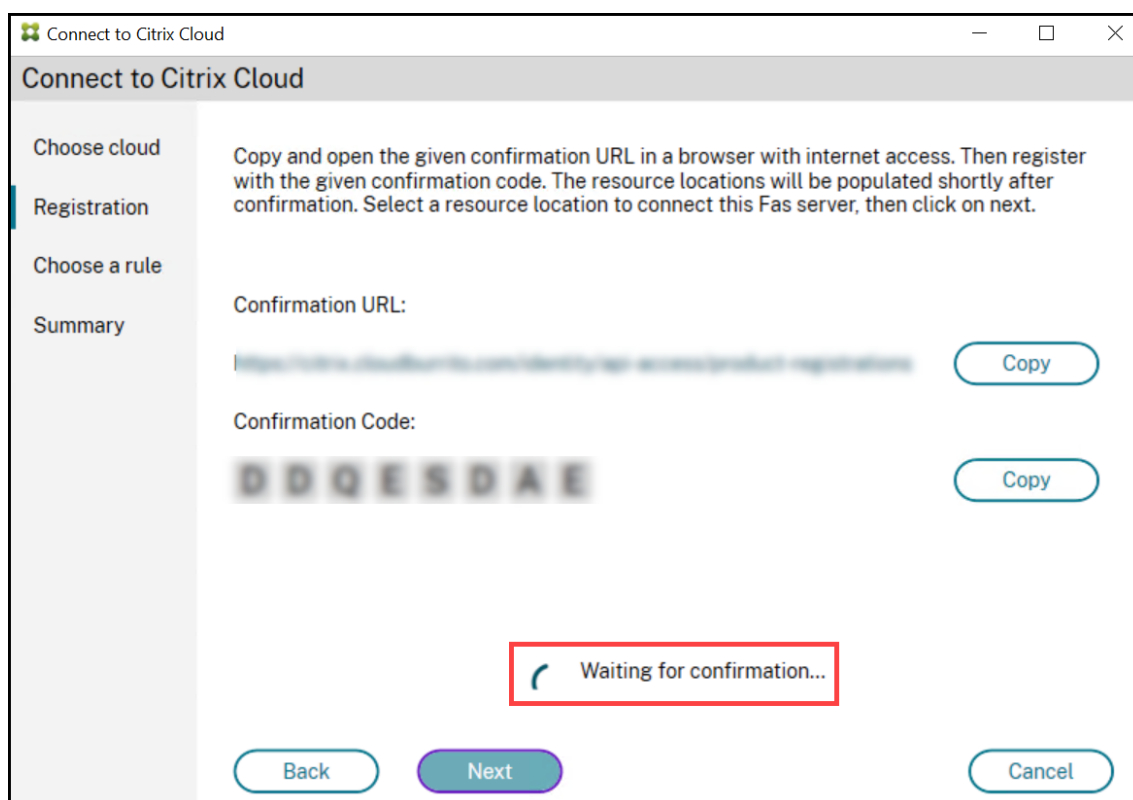 Connect to Citrix Cloud
Connect to Citrix Cloud
Choose cloud
Registration
Choose a rule
Summary
Copy and open the given confirmation URL in a browser with internet access. Then register
with the given confirmation code. The resource locations will be populated shortly after
confirmation. Select a resource location to connect this Fas server, then click on next.
Confirmation URL:
Copy
Confirmation Code:
Copy
Waiting for confirmation...
Back
Next
Cancel